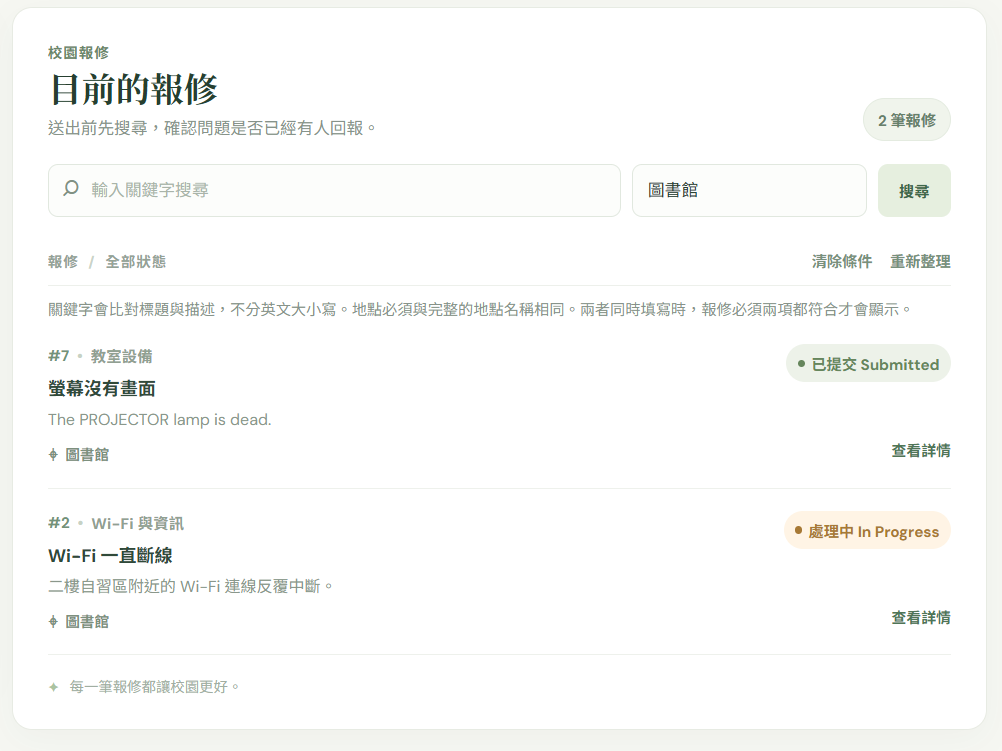 校園報修
目前的報修
送出前先搜尋，確認問題是否已經有人回報。
2 筆報修
輸入關鍵字搜尋
圖書館
搜尋
報修 / 全部狀態
清除條件 重新整理
關鍵字會比對標題與描述，不分英文大小寫。地點必須與完整的地點名稱相同。兩者同時填寫時，報修必須兩項都符合才會顯示。
#7 • 教室設備
已提交 Submitted
螢幕沒有畫面
The PROJECTOR lamp is dead.
圖書館
查看詳情
#2 • Wi-Fi 與資訊
處理中 In Progress
Wi-Fi 一直斷線
二樓自習區附近的 Wi-Fi 連線反覆中斷。
圖書館
查看詳情
每一筆報修都讓校園更好。